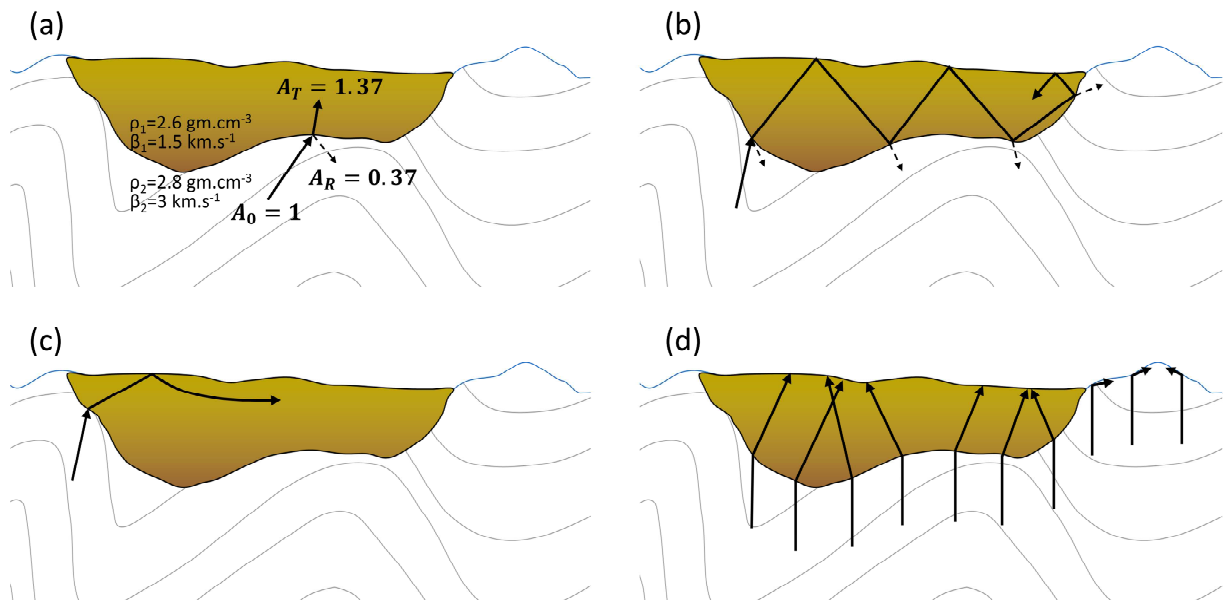 (a)
(b)
A_T = 1.37
ρ₁=2.6 gm.cm⁻³
β₁=1.5 km.s⁻¹
ρ₂=2.8 gm.cm⁻³
β₂=3 km.s⁻¹
A_R = 0.37
A₀ = 1
(c)
(d)